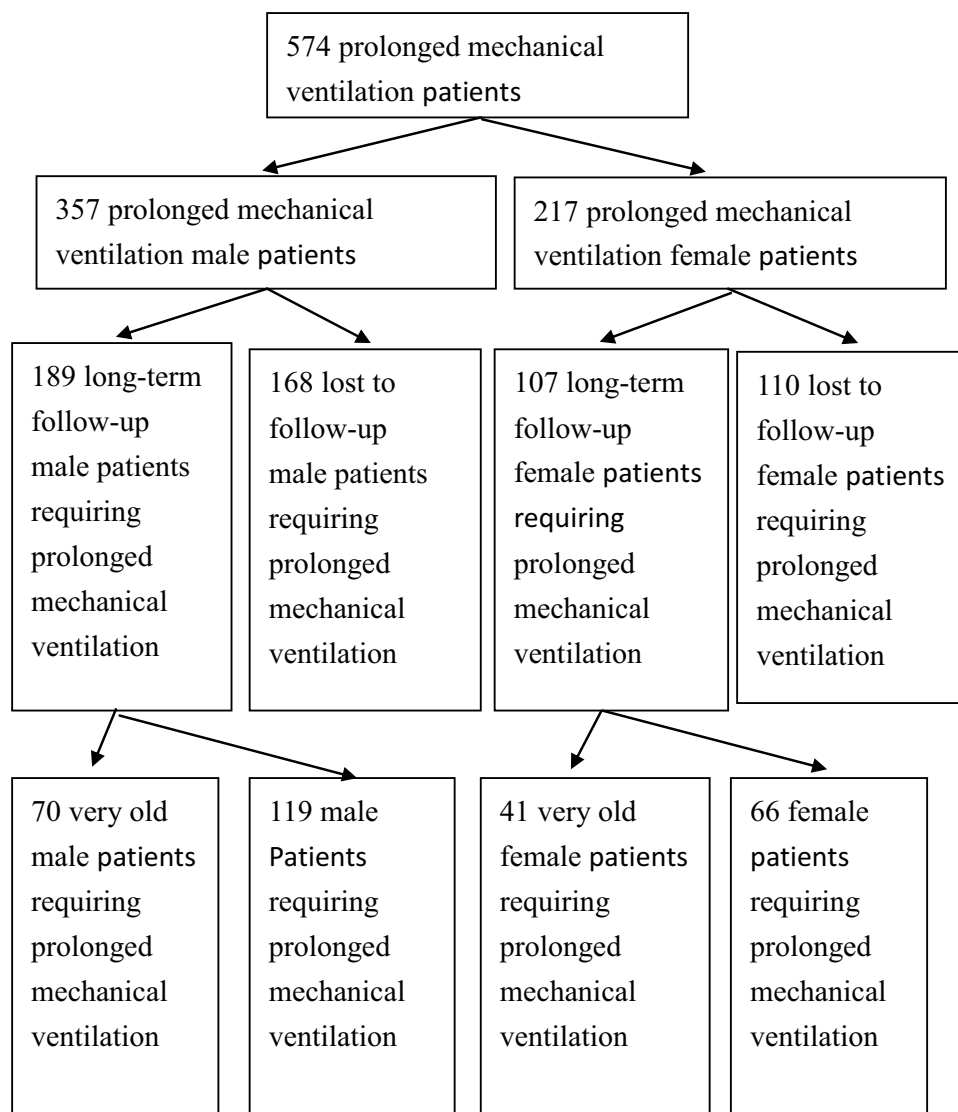 574 prolonged mechanical
ventilation patients
357 prolonged mechanical
ventilation male patients
217 prolonged mechanical
ventilation female patients
189 long-term
follow-up
male patients
requiring
prolonged
mechanical
ventilation
168 lost to
follow-up
male patients
requiring
prolonged
mechanical
ventilation
107 long-term
follow-up
female patients
requiring
prolonged
mechanical
ventilation
110 lost to
follow-up
female patients
requiring
prolonged
mechanical
ventilation
70 very old
male patients
requiring
prolonged
mechanical
ventilation
119 male
Patients
requiring
prolonged
mechanical
ventilation
41 very old
female patients
requiring
prolonged
mechanical
ventilation
66 female
patients
requiring
prolonged
mechanical
ventilation